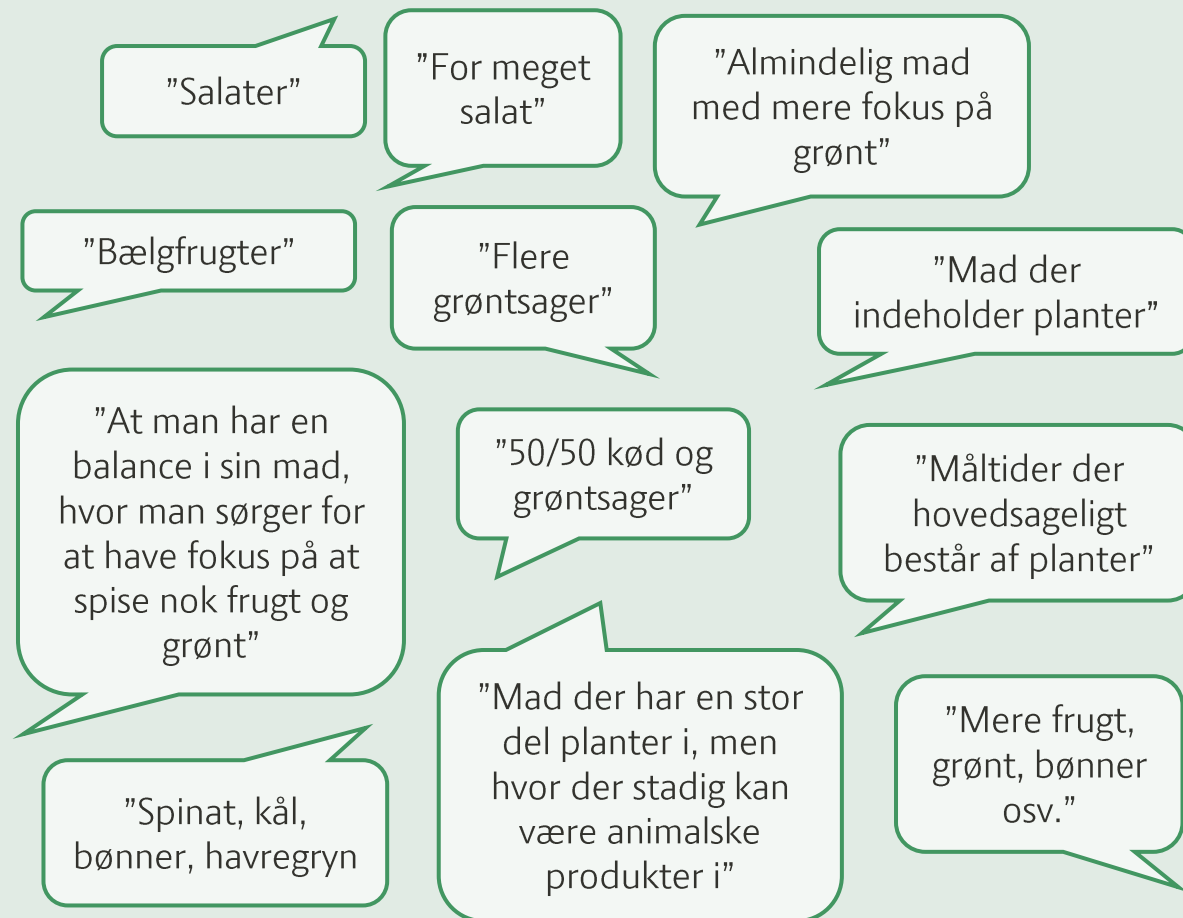 ”Salater”
”For meget
salat”
”Almindelig mad
med mere fokus på
grønt”
”Bælgfrugter”
”Flere
grøntsager”
”Mad der
indeholder planter”
”At man har en
balance i sin mad,
hvor man sørger for
at have fokus på at
spise nok frugt og
grønt”
”50/50 kød og
grøntsager”
”Måltider der
hovedsageligt
består af planter”
”Spinat, kål,
bønner, havregryn
”Mad der har en stor
del planter i, men
hvor der stadig kan
være animalske
produkter i”
”Mere frugt,
grønt, bønner
osv.”